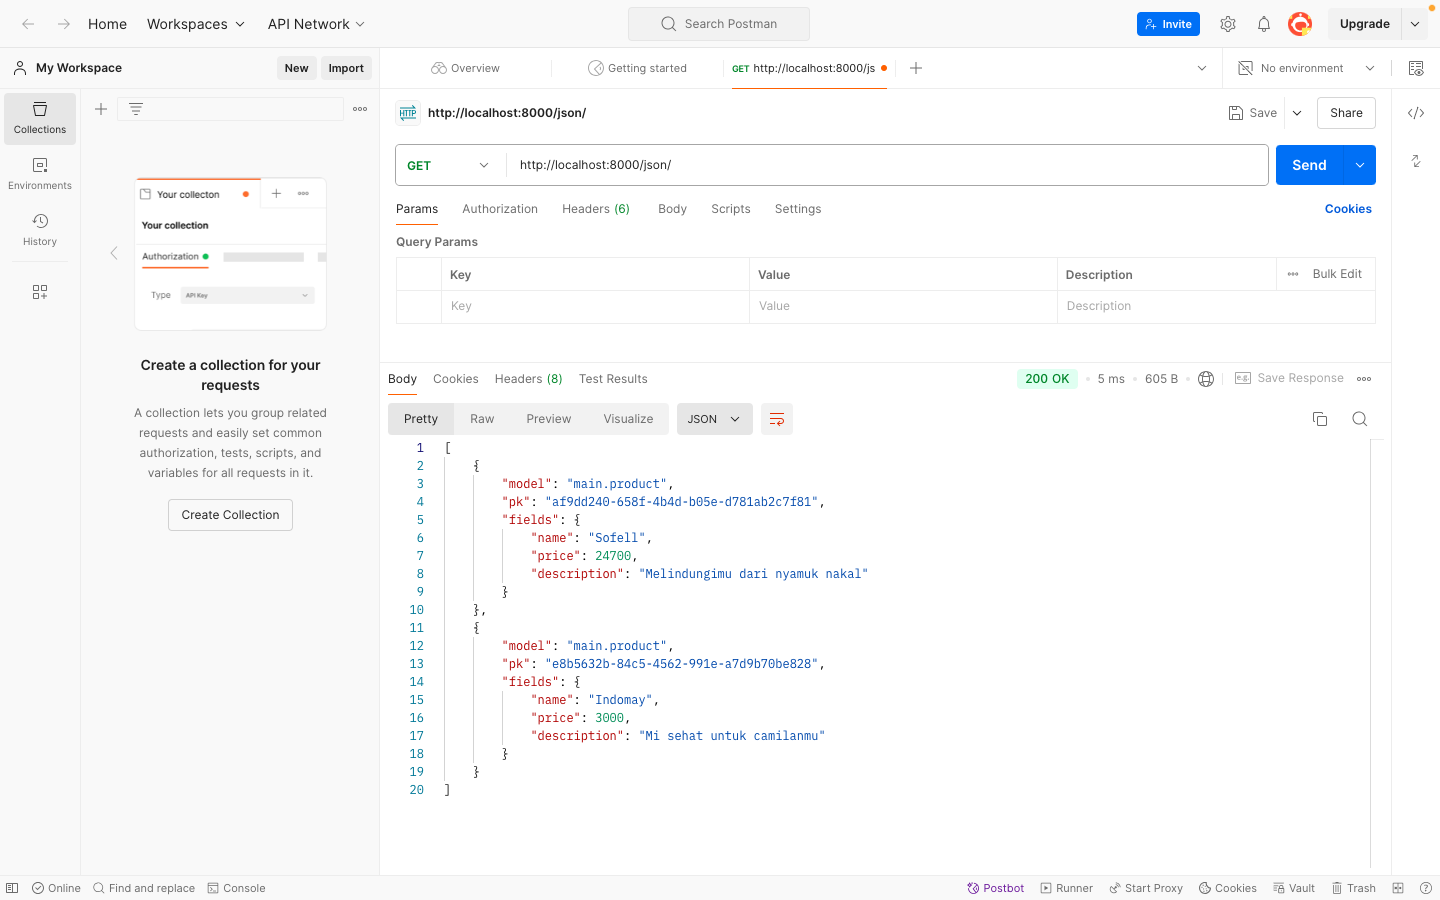 Home Workspaces API Network Search Postman Invite Upgrade
My Workspace New Import Overview Getting started GET http://localhost:8000/js No environment
Collections
Environments
History
Your collecton
Your collection
Authorization
Type API Key
Create a collection for your
requests
A collection lets you group related
requests and easily set common
authorization, tests, scripts, and
variables for all requests in it.
Create Collection
HTTP http://localhost:8000/json/ Save Share
GET http://localhost:8000/json/ Send
Params Authorization Headers (6) Body Scripts Settings Cookies
Query Params
Key Value Description Bulk Edit
Key Value Description
Body Cookies Headers (8) Test Results 200 OK 5 ms 605 B e.g. Save Response
Pretty Raw Preview Visualize JSON
1 [
2 {
3 "model": "main.product",
4 "pk": "af9dd240-658f-4b4d-b05e-d781ab2c7f81",
5 "fields": {
6 "name": "Sofell",
7 "price": 24700,
8 "description": "Melindungimu dari nyamuk nakal"
9 }
10 },
11 {
12 "model": "main.product",
13 "pk": "e8b5632b-84c5-4562-991e-a7d9b70be828",
14 "fields": {
15 "name": "Indomay",
16 "price": 3000,
17 "description": "Mi sehat untuk camilanmu"
18 }
19 }
20 ]
Online Find and replace Console Postbot Runner Start Proxy Cookies Vault Trash